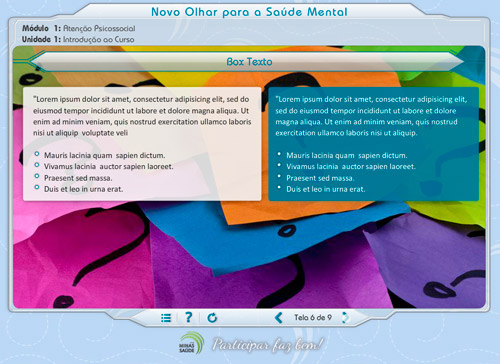 Novo Olhar para a Saúde Mental
Módulo 1: Atenção Psicossocial
Unidade 1: Introdução ao Curso
Box Texto
"Lorem ipsum dolor sit amet, consectetur adipisicing elit, sed do
eiusmod tempor incididunt ut labore et dolore magna aliqua. Ut
enim ad minim veniam, quis nostrud exercitation ullamco laboris
nisi ut aliquip voluptate veli
Mauris lacinia quam sapien dictum.
Vivamus lacinia auctor sapien laoreet.
Praesent sed massa.
Duis et leo in urna erat.
"Lorem ipsum dolor sit amet, consectetur adipisicing elit,
sed do eiusmod tempor incididunt ut labore et dolore
magna aliqua. Ut enim ad minim veniam, quis nostrud
exercitation ullamco laboris nisi ut aliquip.
Mauris lacinia quam sapien dictum.
Vivamus lacinia auctor sapien laoreet.
Praesent sed massa.
Duis et leo in urna erat.
?
Tela 6 de 9
MINAS
SAÚDE
Participar faz bem!